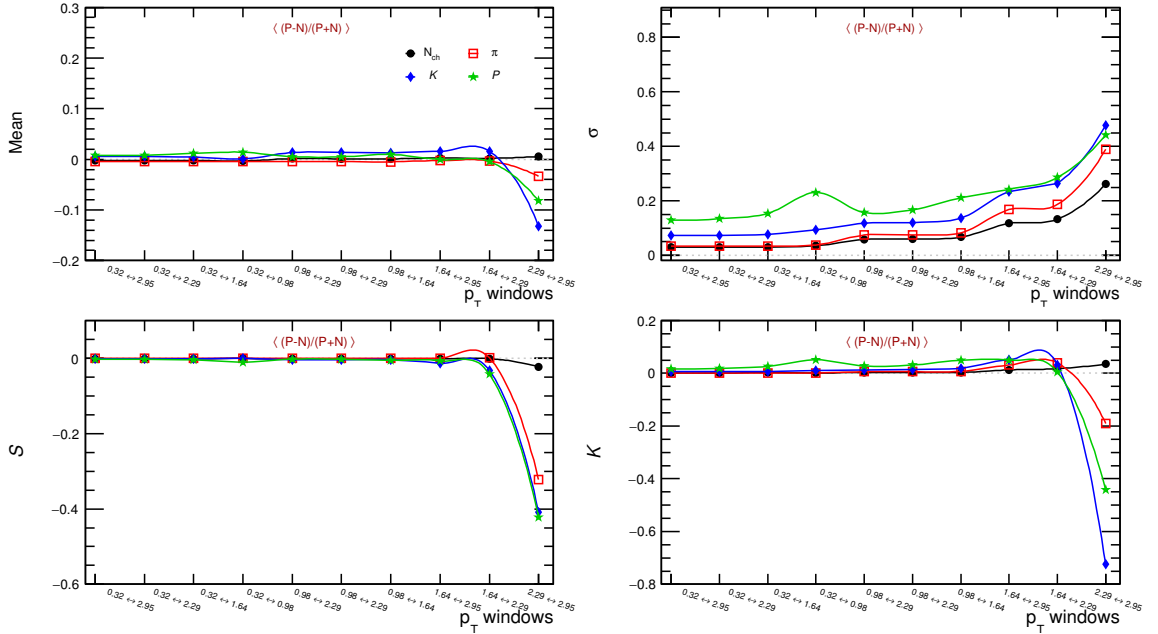 ⟨ (P-N)/(P+N) ⟩
N_ch
π
K
P
Mean
0.3
0.2
0.1
0
−0.1
−0.2
0.32 ↔ 2.95
0.32 ↔ 2.29
0.32 ↔ 1.64
0.32 ↔ 0.98
0.98 ↔ 2.95
0.98 ↔ 2.29
0.98 ↔ 1.64
1.64 ↔ 2.95
1.64 ↔ 2.29
2.29 ↔ 2.95
p_T windows
⟨ (P-N)/(P+N) ⟩
σ
0.8
0.6
0.4
0.2
0
0.32 ↔ 2.95
0.32 ↔ 2.29
0.32 ↔ 1.64
0.32 ↔ 0.98
0.98 ↔ 2.29
0.98 ↔ 2.29
0.98 ↔ 1.64
1.64 ↔ 2.95
1.64 ↔ 2.29
2.29 ↔ 2.95
p_T windows
⟨ (P-N)/(P+N) ⟩
S
0
−0.2
−0.4
−0.6
0.32 ↔ 2.95
0.32 ↔ 2.29
0.32 ↔ 1.64
0.32 ↔ 0.98
0.98 ↔ 2.29
0.98 ↔ 2.29
0.98 ↔ 1.64
1.64 ↔ 2.95
1.64 ↔ 2.29
2.29 ↔ 2.95
p_T windows
⟨ (P-N)/(P+N) ⟩
K
0.2
0
−0.2
−0.4
−0.6
−0.8
0.32 ↔ 2.95
0.32 ↔ 2.29
0.32 ↔ 1.64
0.32 ↔ 0.98
0.98 ↔ 2.29
0.98 ↔ 2.29
0.98 ↔ 1.64
1.64 ↔ 2.95
1.64 ↔ 2.29
2.29 ↔ 2.95
p_T windows